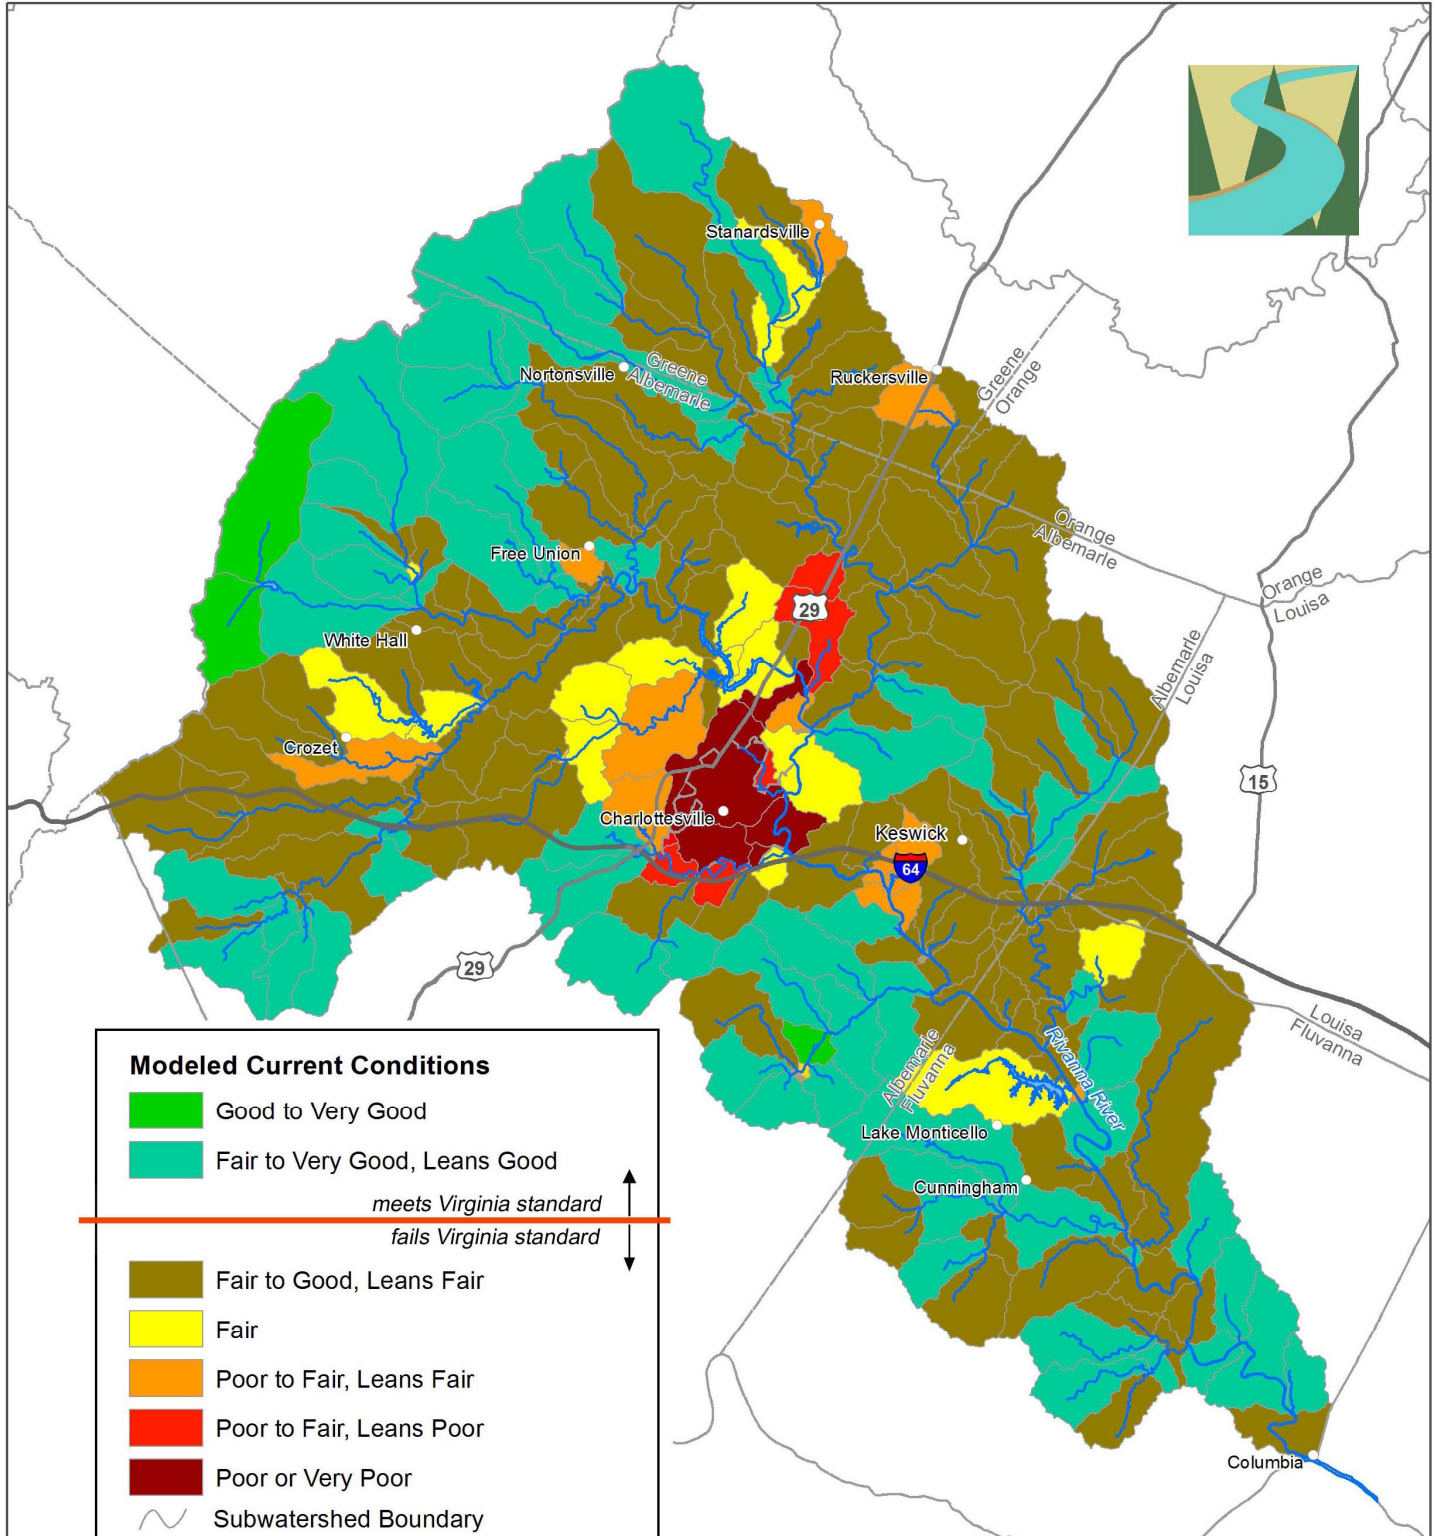 Stanardsville
Greene
Albemarle
Nortonsville
Ruckersville
Greene
Orange
Orange
Albemarle
Free Union
Orange
Louisa
29
White Hall
Albemarle
Louisa
Crozet
15
Charlottesville
Keswick
64
29
Louisa
Fluvanna
Albemarle
Fluvanna
Rivanna River
Lake Monticello
Cunningham
Columbia
Modeled Current Conditions
Good to Very Good
Fair to Very Good, Leans Good
meets Virginia standard
fails Virginia standard
Fair to Good, Leans Fair
Fair
Poor to Fair, Leans Fair
Poor to Fair, Leans Poor
Poor or Very Poor
Subwatershed Boundary